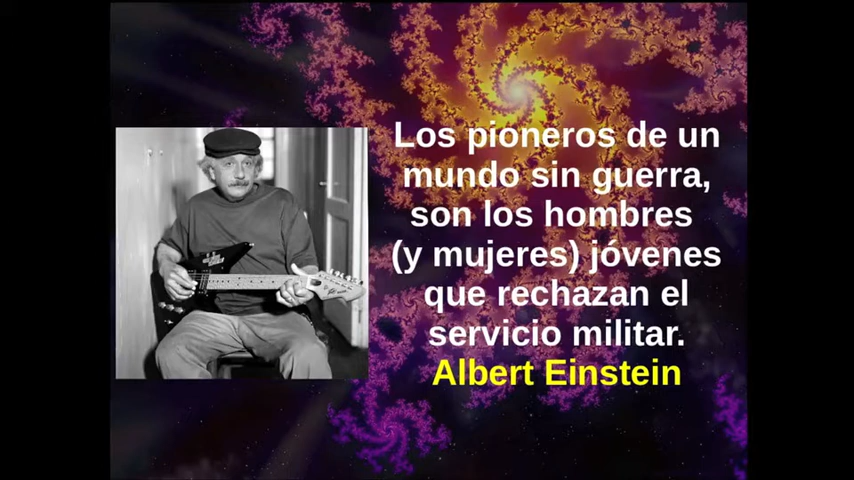 Los pioneros de un
mundo sin guerra,
son los hombres
(y mujeres) jóvenes
que rechazan el
servicio militar.
Albert Einstein